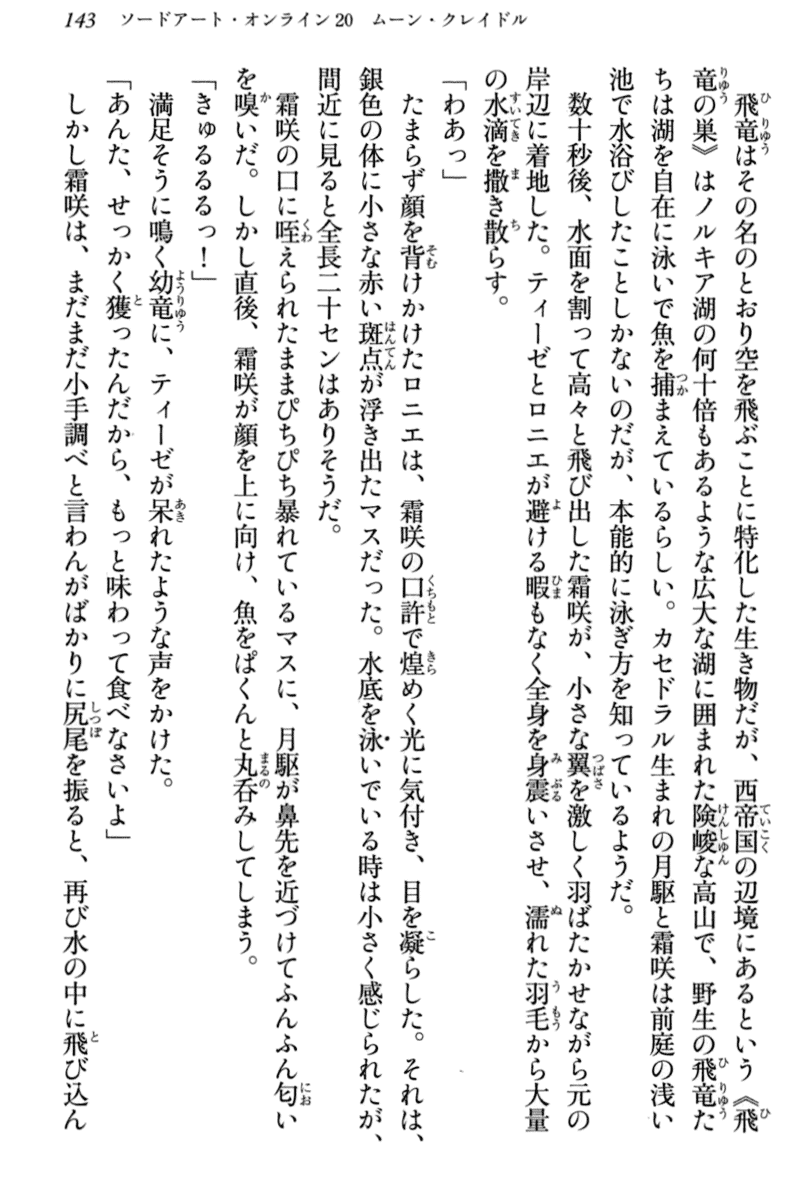 143 ソードアート・オンライン20 ムーン・クレイドル
飛竜はその名のとおり空を飛ぶことに特化した生き物だが、西帝国の辺境にあるという《飛
竜の巣》はノルキア湖の何十倍もあるような広大な湖に囲まれた険峻な高山で、野生の飛竜た
ちは湖を自在に泳いで魚を捕まえているらしい。カセドラル生まれの月駆と霜咲は前庭の浅い
池で水浴びしたことしかないのだが、本能的に泳ぎ方を知っているようだ。
数十秒後、水面を割って高々と飛び出した霜咲が、小さな翼を激しく羽ばたかせながら元の
岸辺に着地した。ティーゼとロニエが避ける暇もなく全身を身震いさせ、濡れた羽毛から大量
の水滴を撒き散らす。
「わあっ」
たまらず顔を背けかけたロニエは、霜咲の口許で煌めく光に気付き、目を凝らした。それは、
銀色の体に小さな赤い斑点が浮き出たマスだった。水底を泳いでいる時は小さく感じられたが、
間近に見ると全長二十センはありそうだ。
霜咲の口に咥えられたままぴちぴち暴れているマスに、月駆が鼻先を近づけてふんふん匂い
を嗅いだ。しかし直後、霜咲が顔を上に向け、魚をぱくんと丸呑みしてしまう。
「きゅるるるっ！」
満足そうに鳴く幼竜に、ティーゼが呆れたような声をかけた。
「あんた、せっかく獲ったんだから、もっと味わって食べなさいよ」
しかし霜咲は、まだまだ小手調べと言わんがばかりに尻尾を振ると、再び水の中に飛び込ん